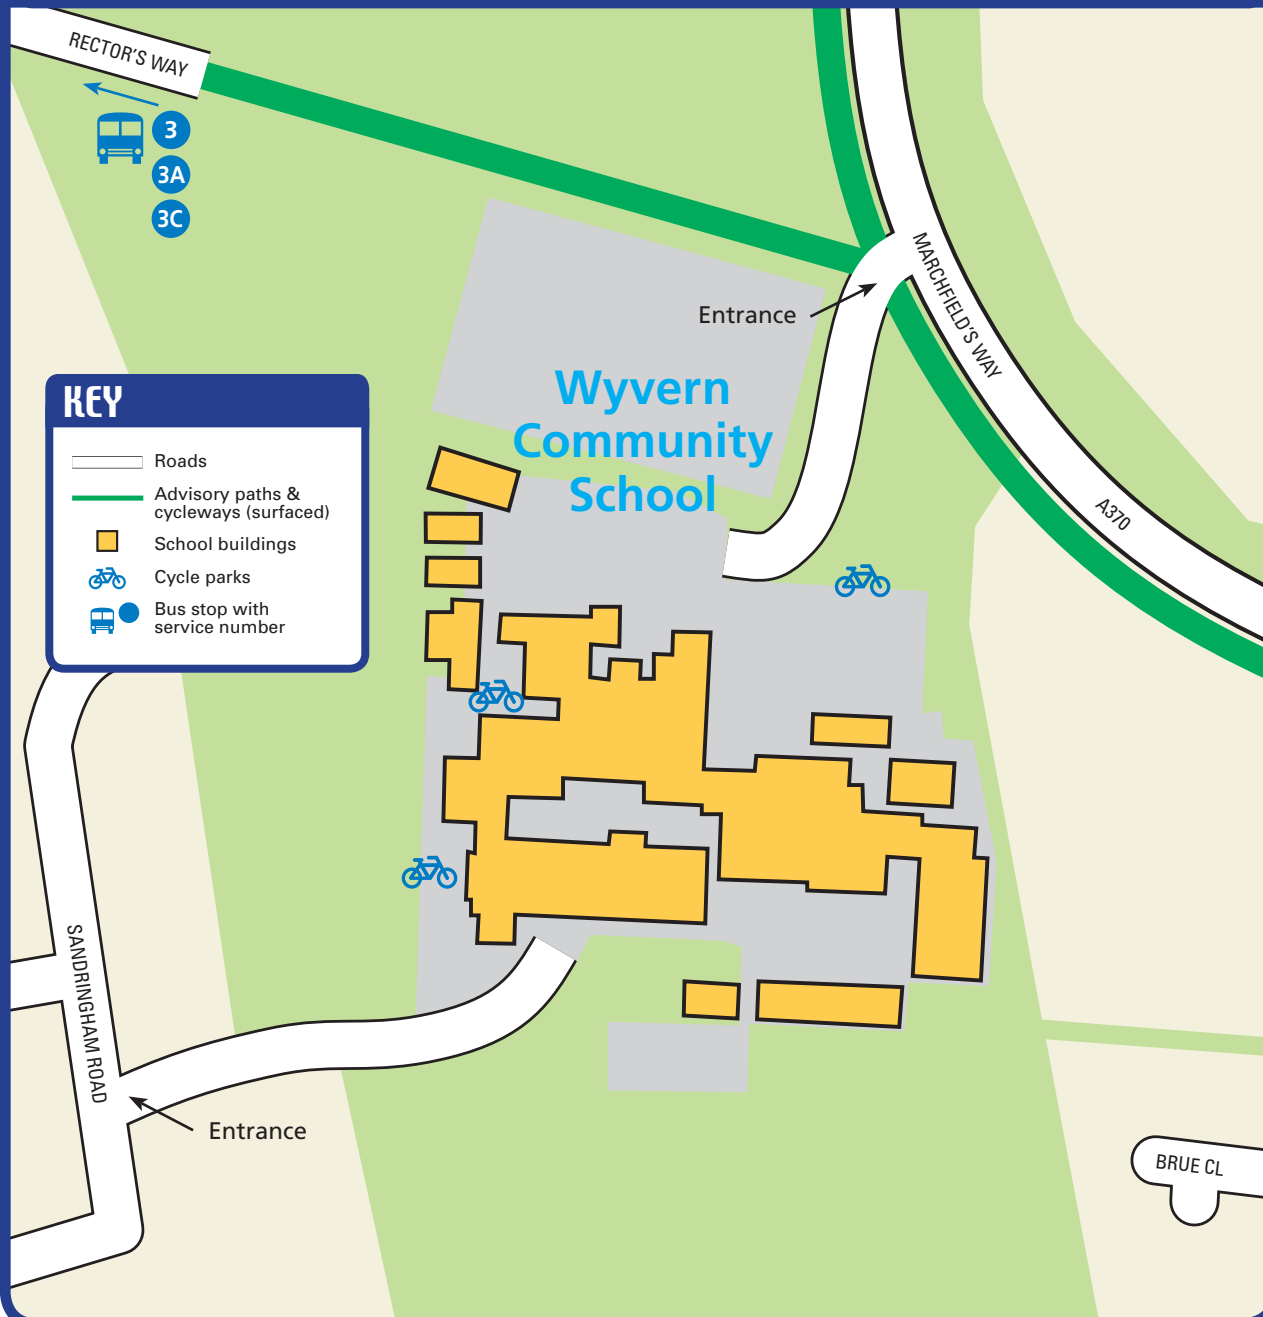 RECTOR'S WAY
3
3A
3C
MARCHFIELD'S WAY
Entrance
Wyvern
Community
School
KEY
Roads
Advisory paths &
cycleways (surfaced)
School buildings
Cycle parks
Bus stop with
service number
A370
SANDRINGHAM ROAD
Entrance
BRUE CL